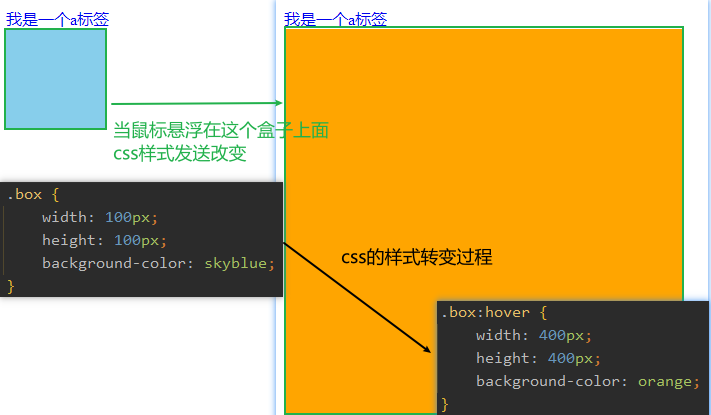 我是一个a标签
我是一个a标签
当鼠标悬浮在这个盒子上面
css样式发送改变
.box {
    width: 100px;
    height: 100px;
    background-color: skyblue;
}
css的样式转变过程
.box:hover {
    width: 400px;
    height: 400px;
    background-color: orange;
}